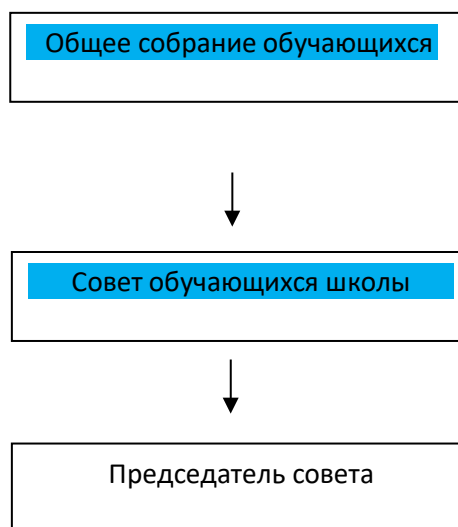 Общее собрание обучающихся
Совет обучающихся школы
Председатель совета